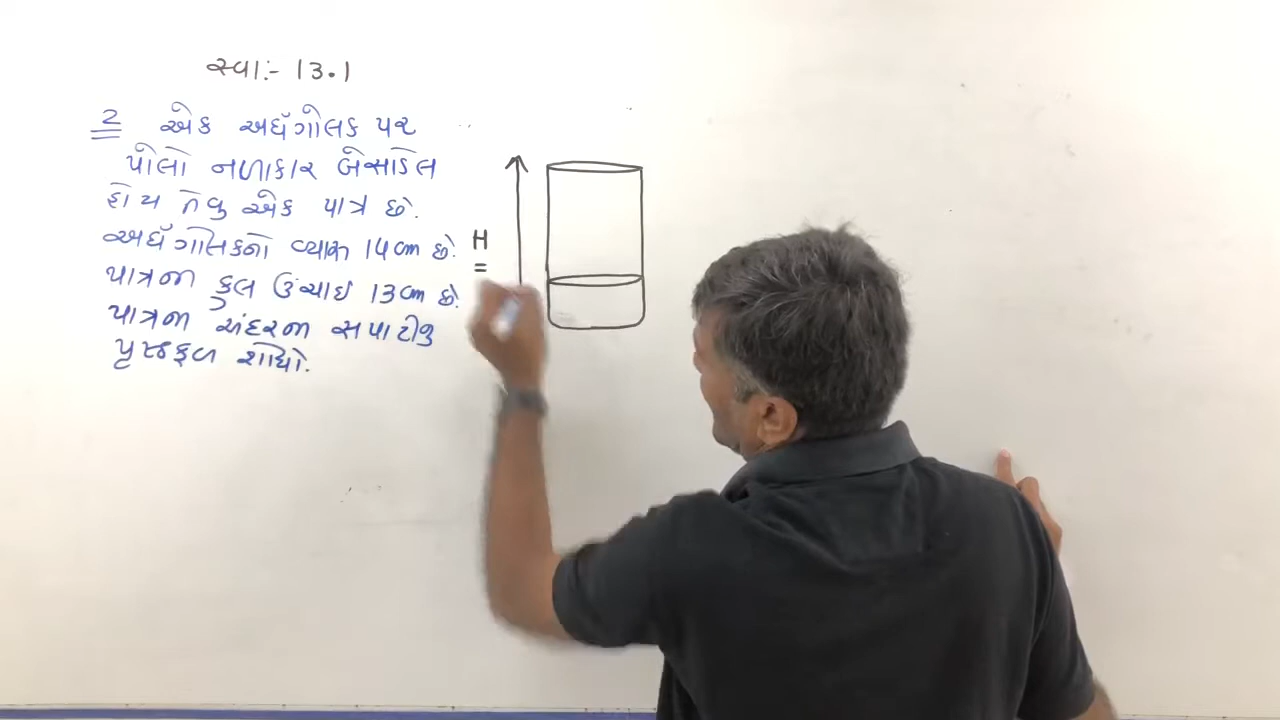 સ્વા:- 13.1
2 એક અર્ધગોલક પર
પોલો નળાકાર બેસાડેલ
હોય તેવુ એક પાત્ર છે.
અર્ધગોલકનો વ્યાસ 14 cm છે.
પાત્રના કુલ ઉંચાઇ 13 cm છે.
પાત્રના અંદરના સપાટીનુ
પૃષ્ઠફળ શોધો.
H
=